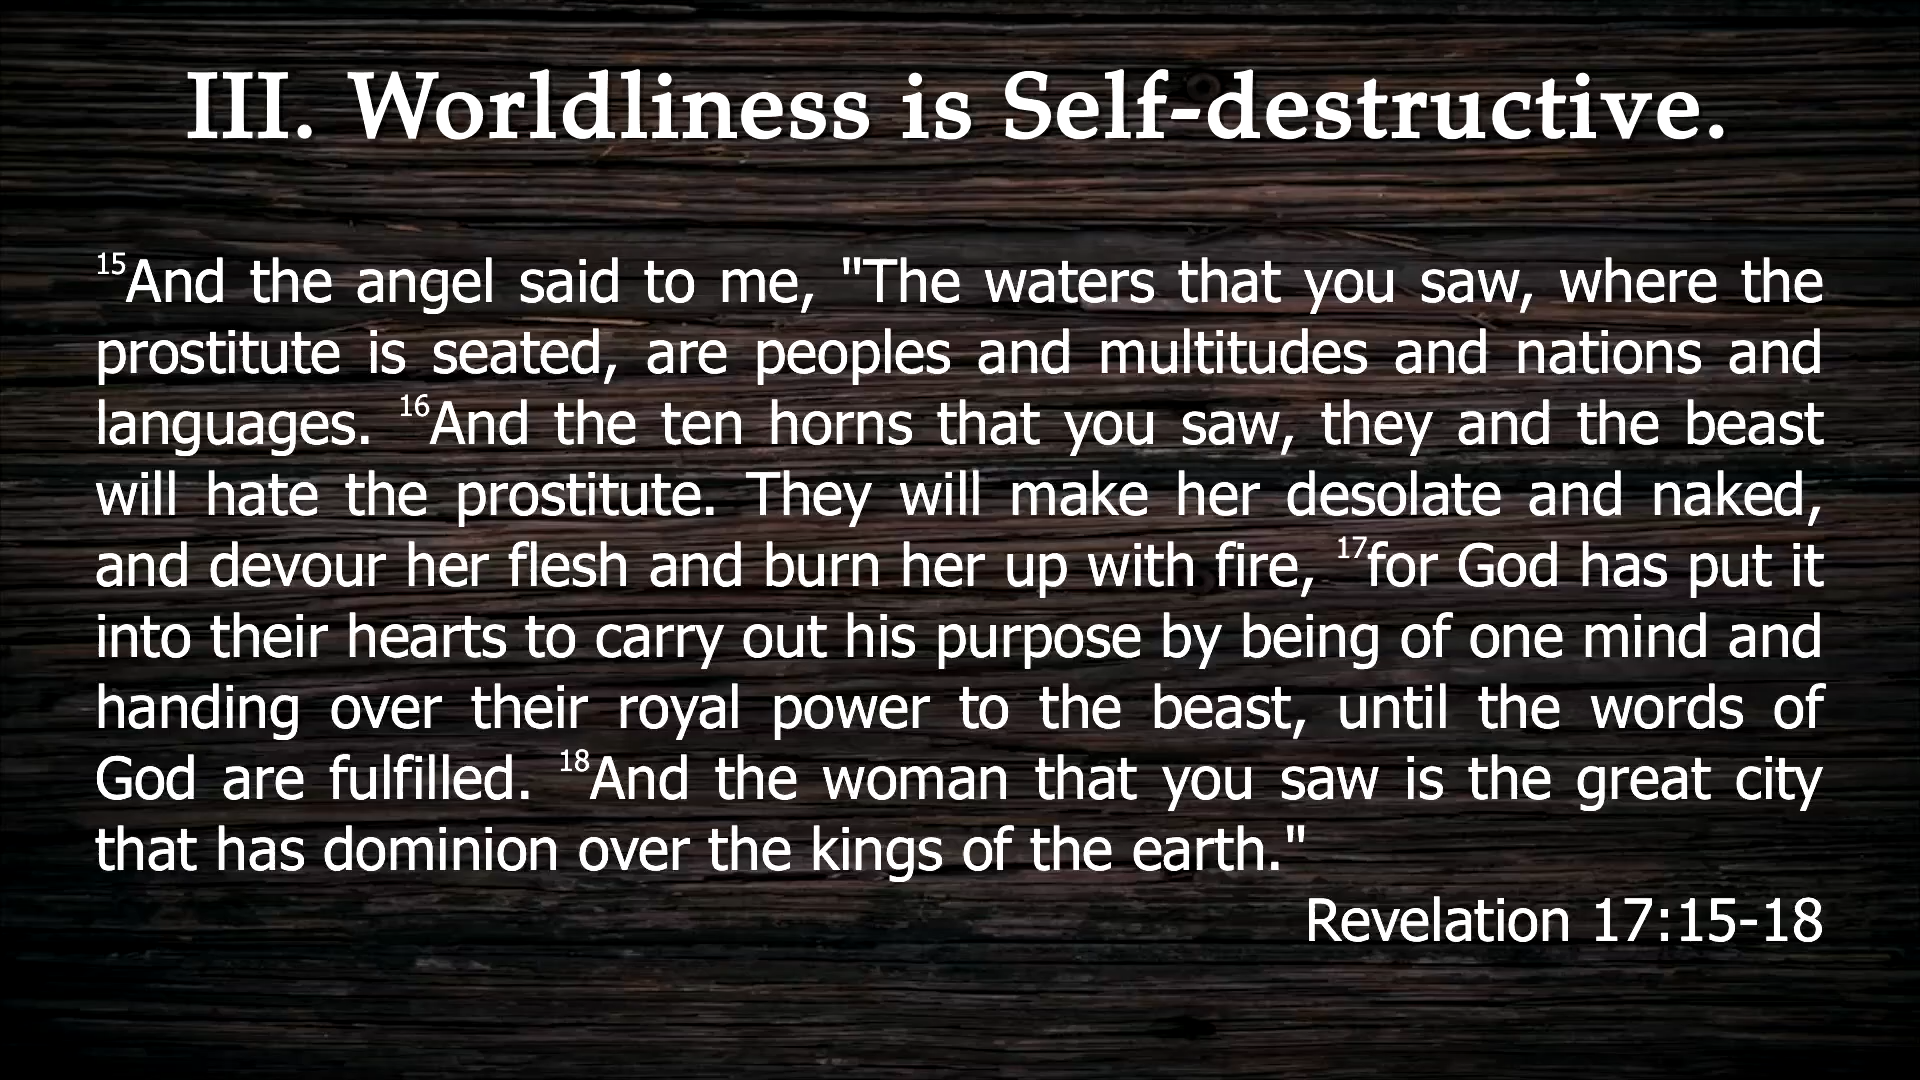 III. Worldliness is Self-destructive.
15And the angel said to me, "The waters that you saw, where the
prostitute is seated, are peoples and multitudes and nations and
languages. 16And the ten horns that you saw, they and the beast
will hate the prostitute. They will make her desolate and naked,
and devour her flesh and burn her up with fire, 17for God has put it
into their hearts to carry out his purpose by being of one mind and
handing over their royal power to the beast, until the words of
God are fulfilled. 18And the woman that you saw is the great city
that has dominion over the kings of the earth."
Revelation 17:15-18